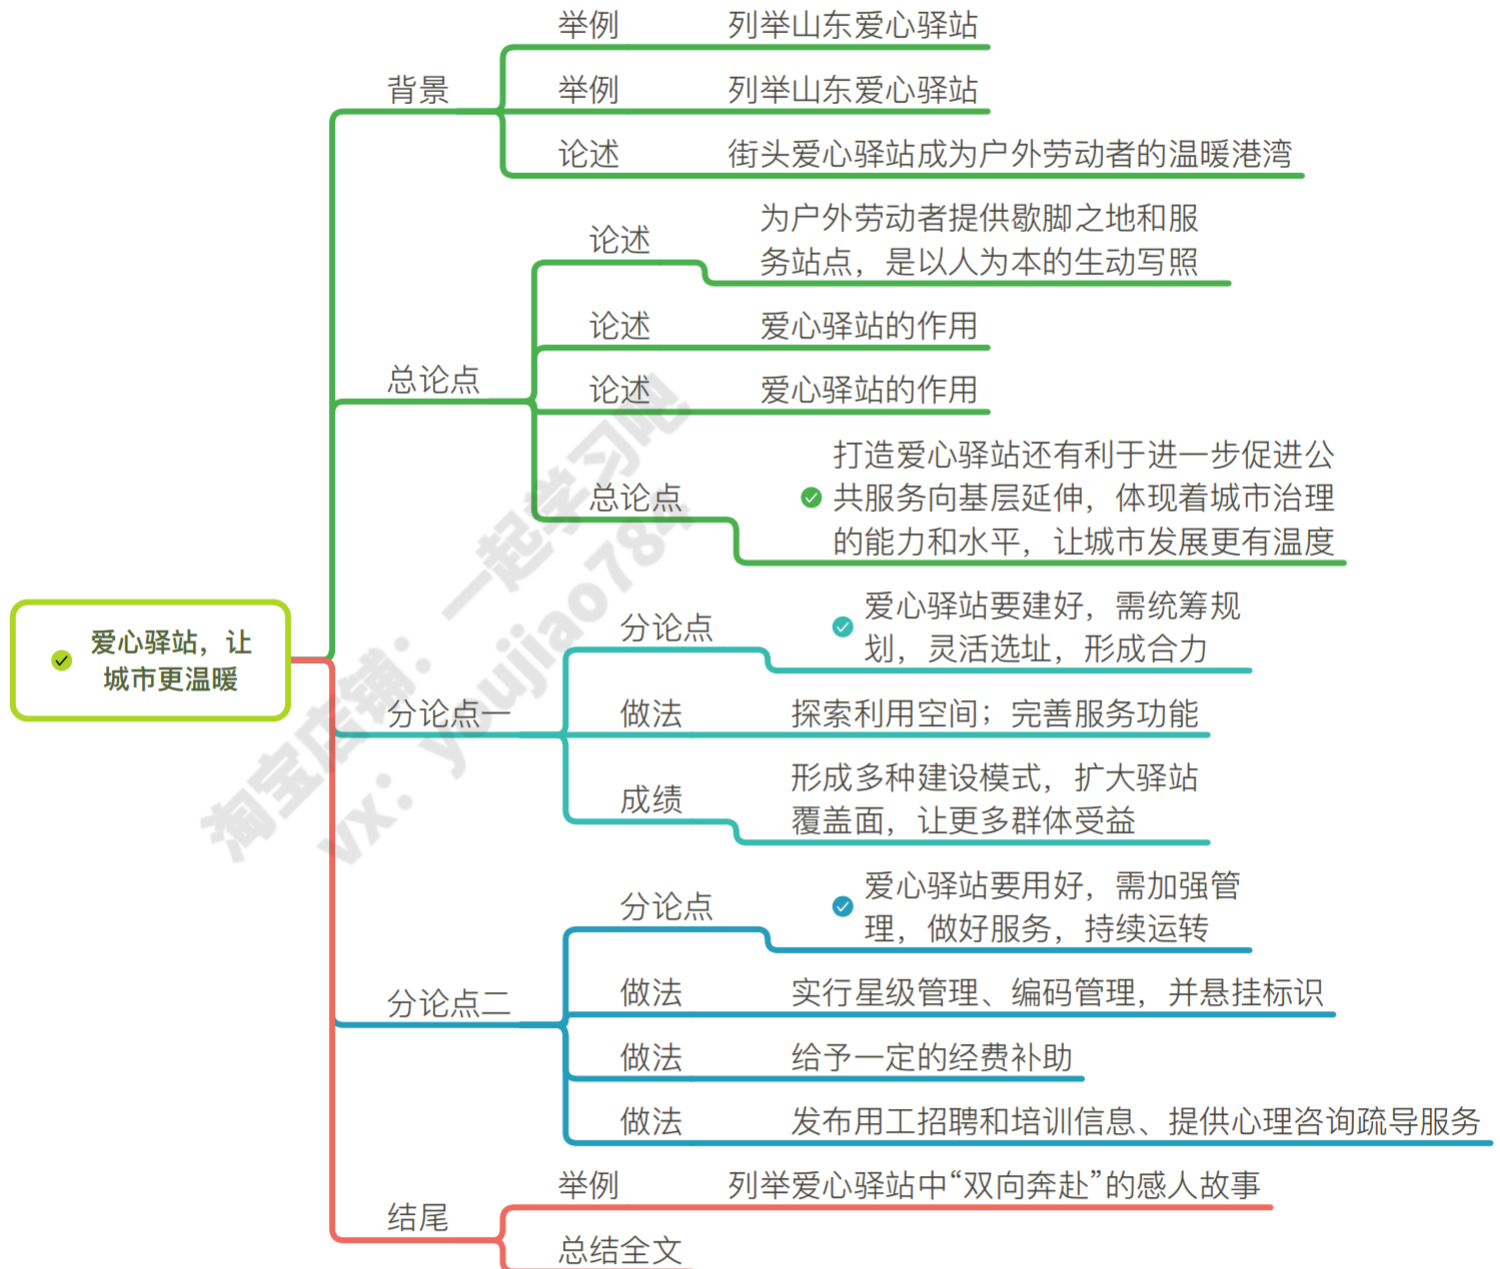 举例
列举山东爱心驿站
背景
举例
列举山东爱心驿站
论述
街头爱心驿站成为户外劳动者的温暖港湾
总论点
论述
为户外劳动者提供歇脚之地和服
务站点，是以人为本的生动写照
论述
爱心驿站的作用
论述
爱心驿站的作用
总论点
打造爱心驿站还有利于进一步促进公
共服务向基层延伸，体现着城市治理
的能力和水平，让城市发展更有温度
爱心驿站，让
城市更温暖
分论点一
分论点
爱心驿站要建好，需统筹规
划，灵活选址，形成合力
做法
探索利用空间；完善服务功能
成绩
形成多种建设模式，扩大驿站
覆盖面，让更多群体受益
分论点二
分论点
爱心驿站要用好，需加强管
理，做好服务，持续运转
做法
实行星级管理、编码管理，并悬挂标识
做法
给予一定的经费补助
做法
发布用工招聘和培训信息、提供心理咨询疏导服务
结尾
举例
列举爱心驿站中“双向奔赴”的感人故事
总结全文
淘宝店铺：一起学习吧
vx：youjiao784